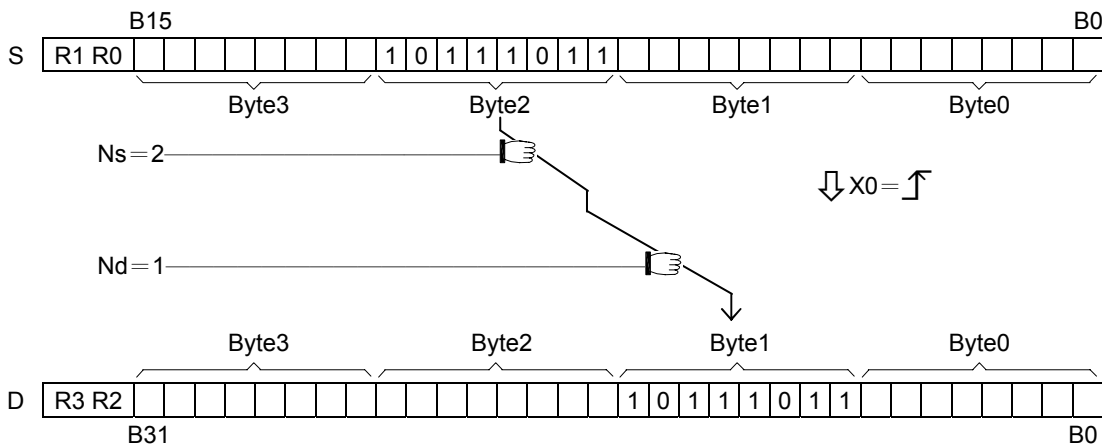 B15 B0
S R1 R0 1 0 1 1 1 0 1 1
Byte3 Byte2 Byte1 Byte0
Ns=2
X0=
Nd=1
Byte3 Byte2 Byte1 Byte0
D R3 R2 1 0 1 1 1 0 1 1
B31 B0